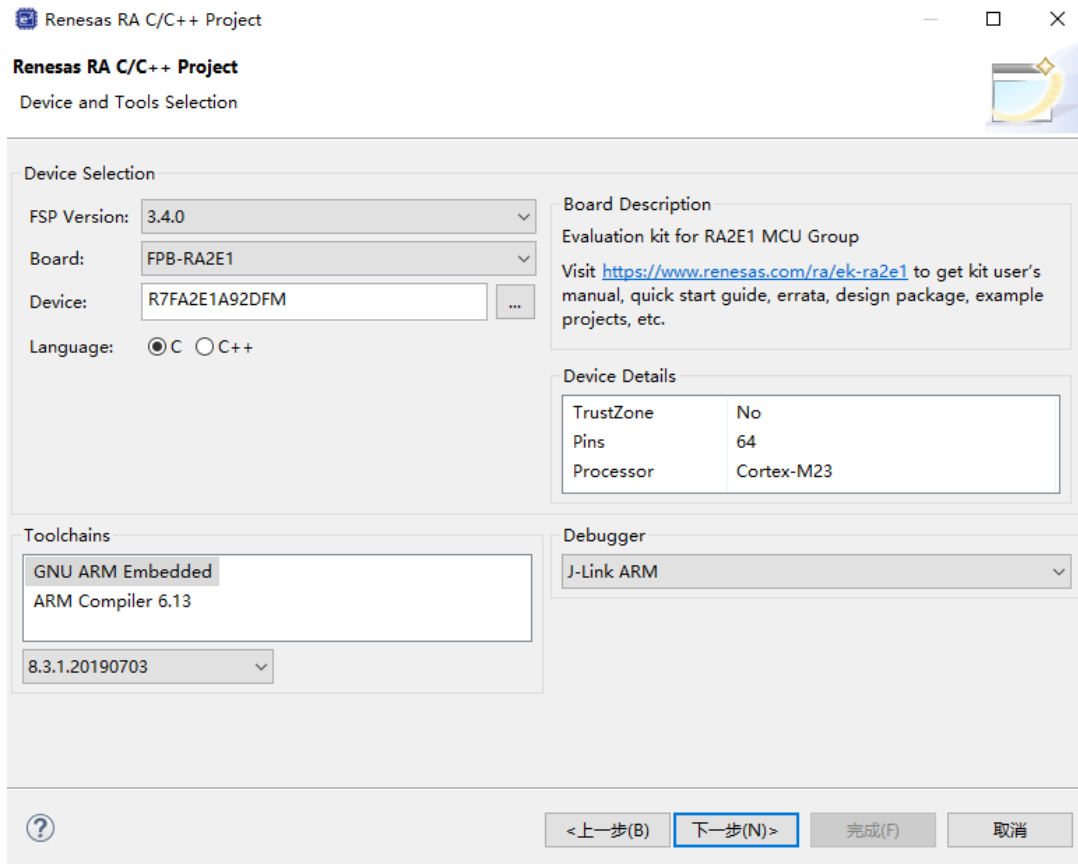 Renesas RA C/C++ Project
Renesas RA C/C++ Project
Device and Tools Selection
Device Selection
FSP Version: 3.4.0
Board: FPB-RA2E1
Device: R7FA2E1A92DFM ...
Language: C C++
Board Description
Evaluation kit for RA2E1 MCU Group
Visit https://www.renesas.com/ra/ek-ra2e1 to get kit user's
manual, quick start guide, errata, design package, example
projects, etc.
Device Details
TrustZone No
Pins 64
Processor Cortex-M23
Toolchains
GNU ARM Embedded
ARM Compiler 6.13
8.3.1.20190703
Debugger
J-Link ARM
? <上一步(B) 下一步(N)> 完成(F) 取消